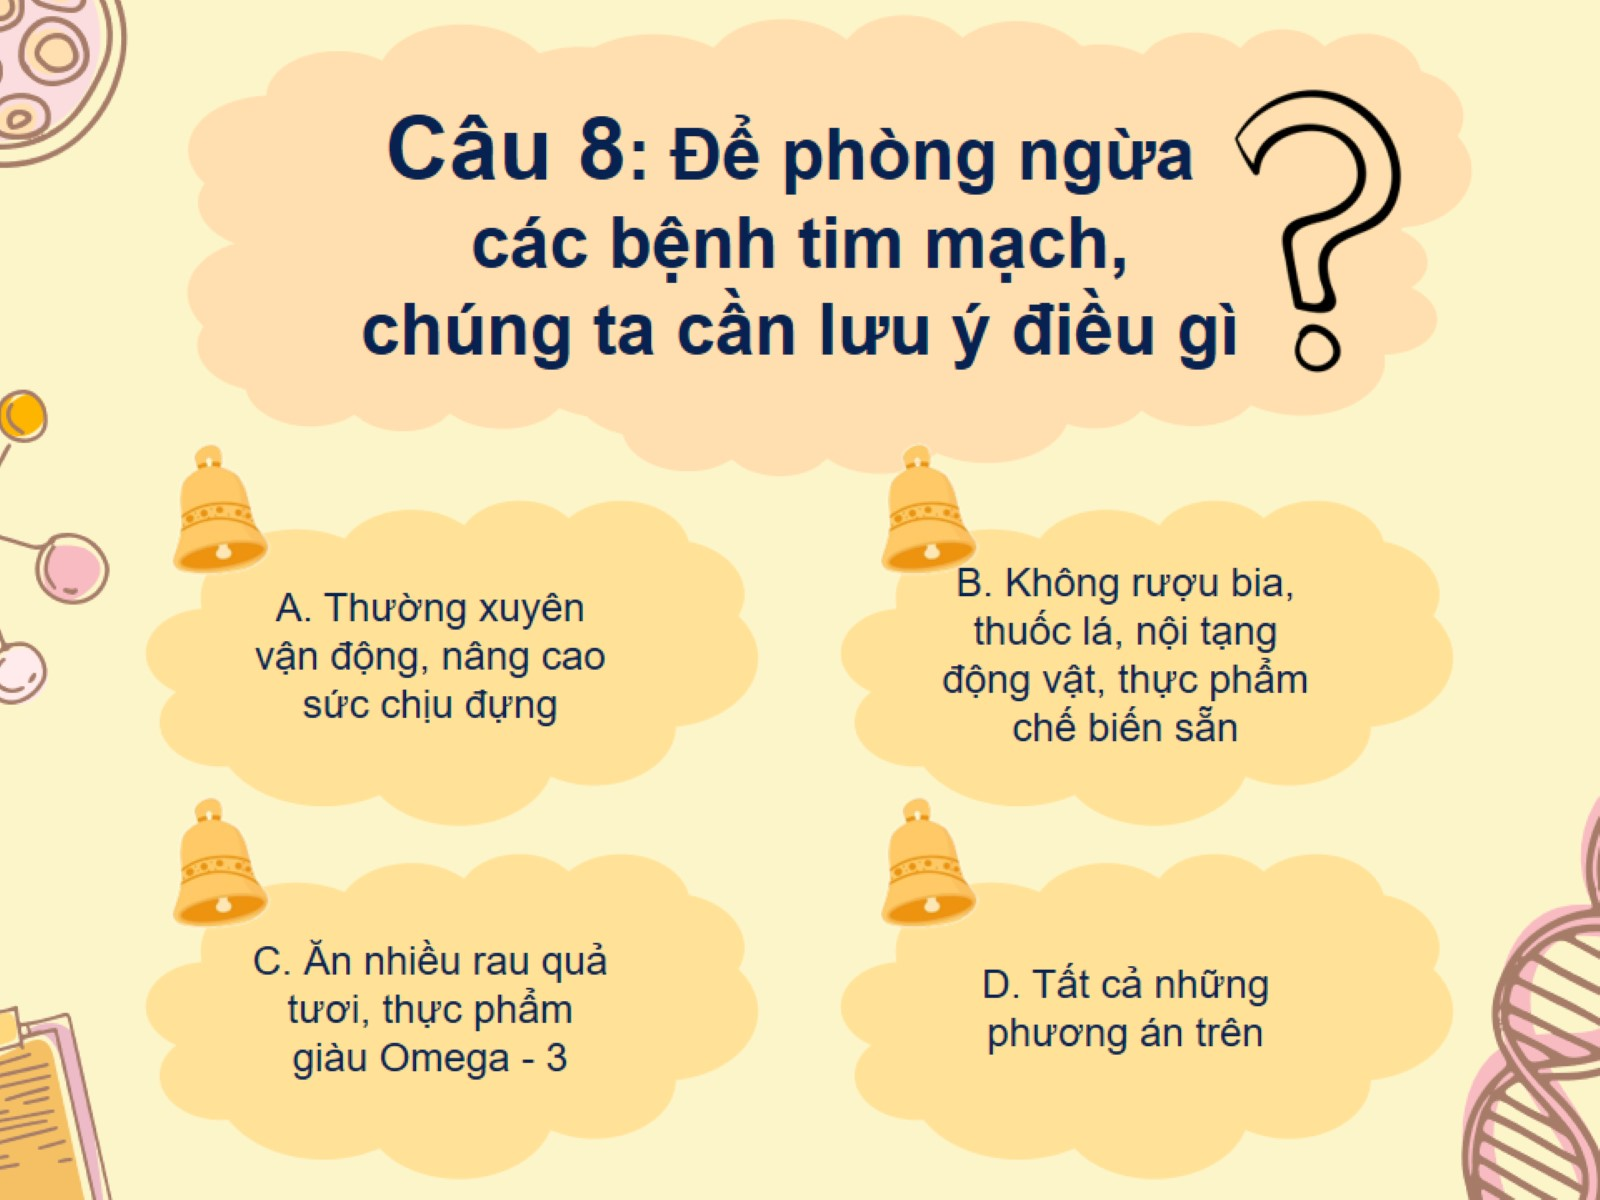 Câu 8: Để phòng ngừa
các bệnh tim mạch,
chúng ta cần lưu ý điều gì ?
A. Thường xuyên
vận động, nâng cao
sức chịu đựng
B. Không rượu bia,
thuốc lá, nội tạng
động vật, thực phẩm
chế biến sẵn
C. Ăn nhiều rau quả
tươi, thực phẩm
giàu Omega - 3
D. Tất cả những
phương án trên